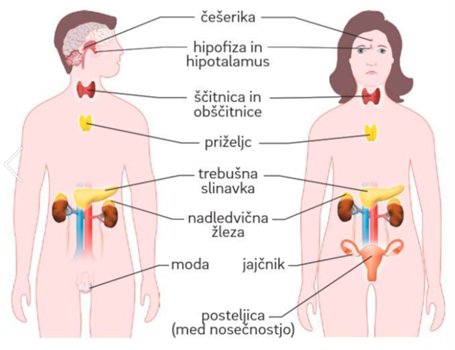 češerika
hipofiza in
hipotalamus
ščitnica in
obščitnice
priželjc
trebušna
slinavka
nadledvična
žleza
moda
jajčnik
posteljica
(med nosečnostjo)